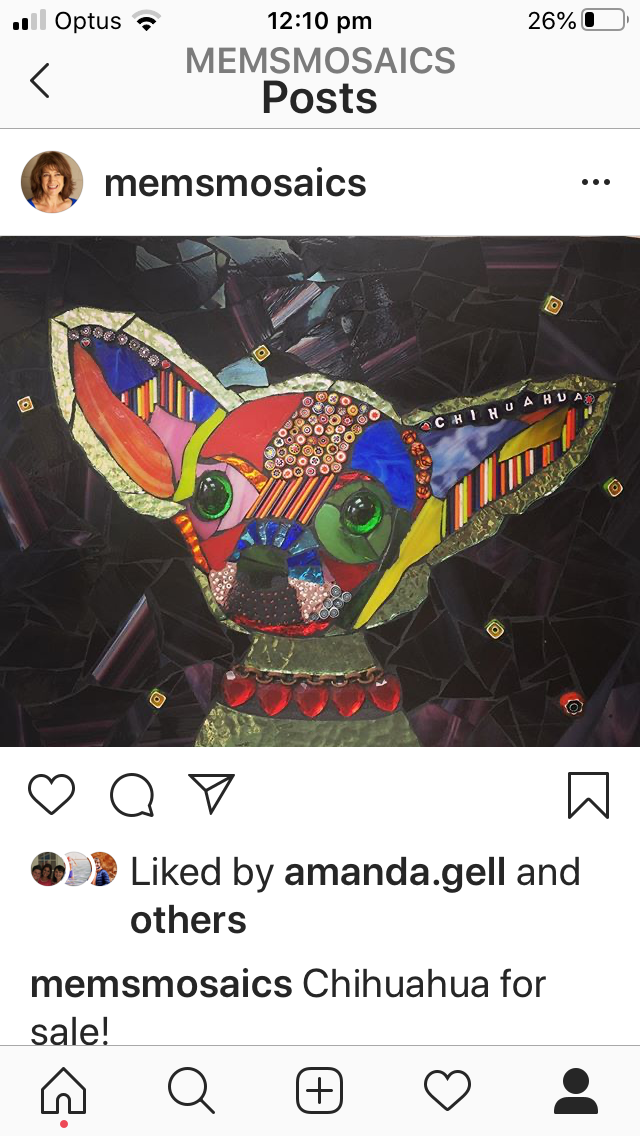 Optus 12:10 pm 26%
MEMSMOSAICS
Posts
memsmosaics
CHIHUAHUA
Liked by amanda.gell and
others
memsmosaics Chihuahua for
sale!